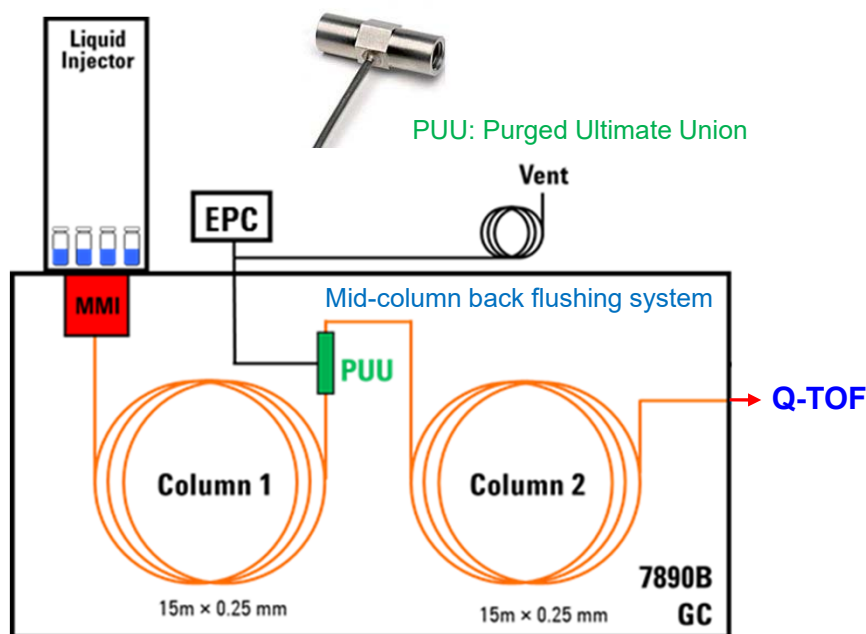 Liquid
Injector
PUU: Purged Ultimate Union
Vent
EPC
MMI
Mid-column back flushing system
PUU
Q-TOF
Column 1
Column 2
15m × 0.25 mm
15m × 0.25 mm
7890B
GC